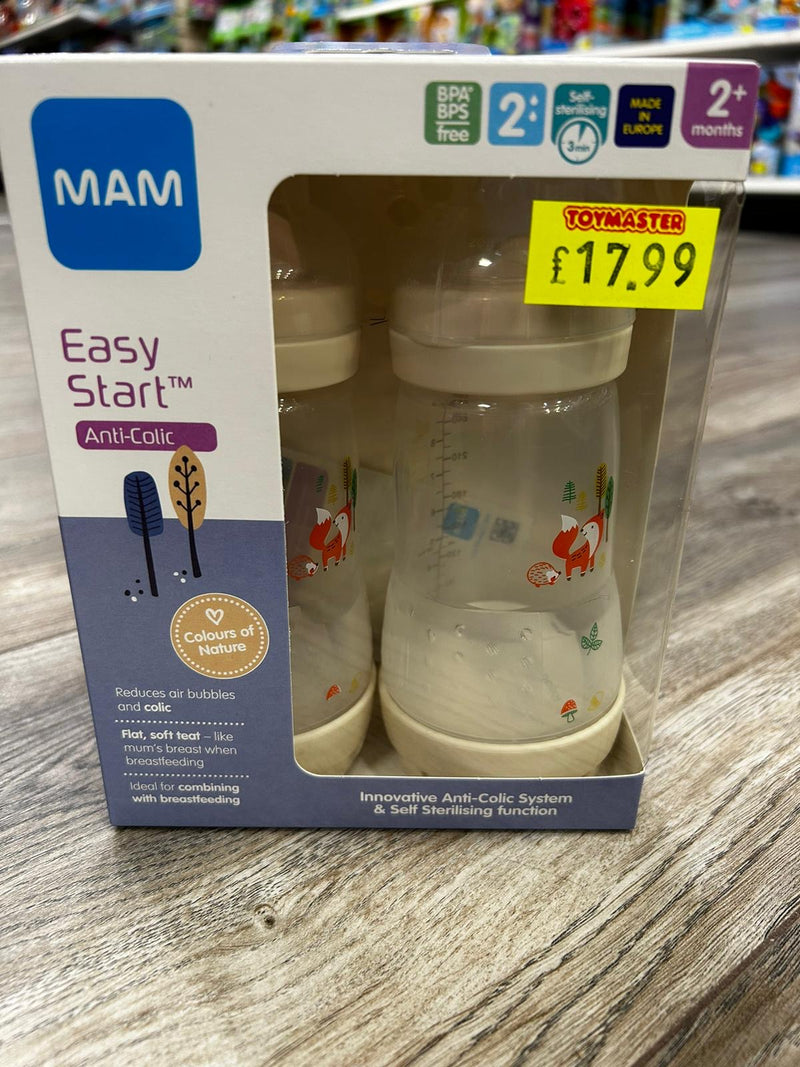 MAM
BPA*
BPS
free
2:
Self-
sterilising
3 min
MADE
IN
EUROPE
2+
months
TOYMASTER
£17.99
Easy
Start™
Anti-Colic
Colours of
Nature
Reduces air bubbles
and colic
Flat, soft teat – like
mum's breast when
breastfeeding
Ideal for combining
with breastfeeding
Innovative Anti-Colic System
& Self Sterilising function
210